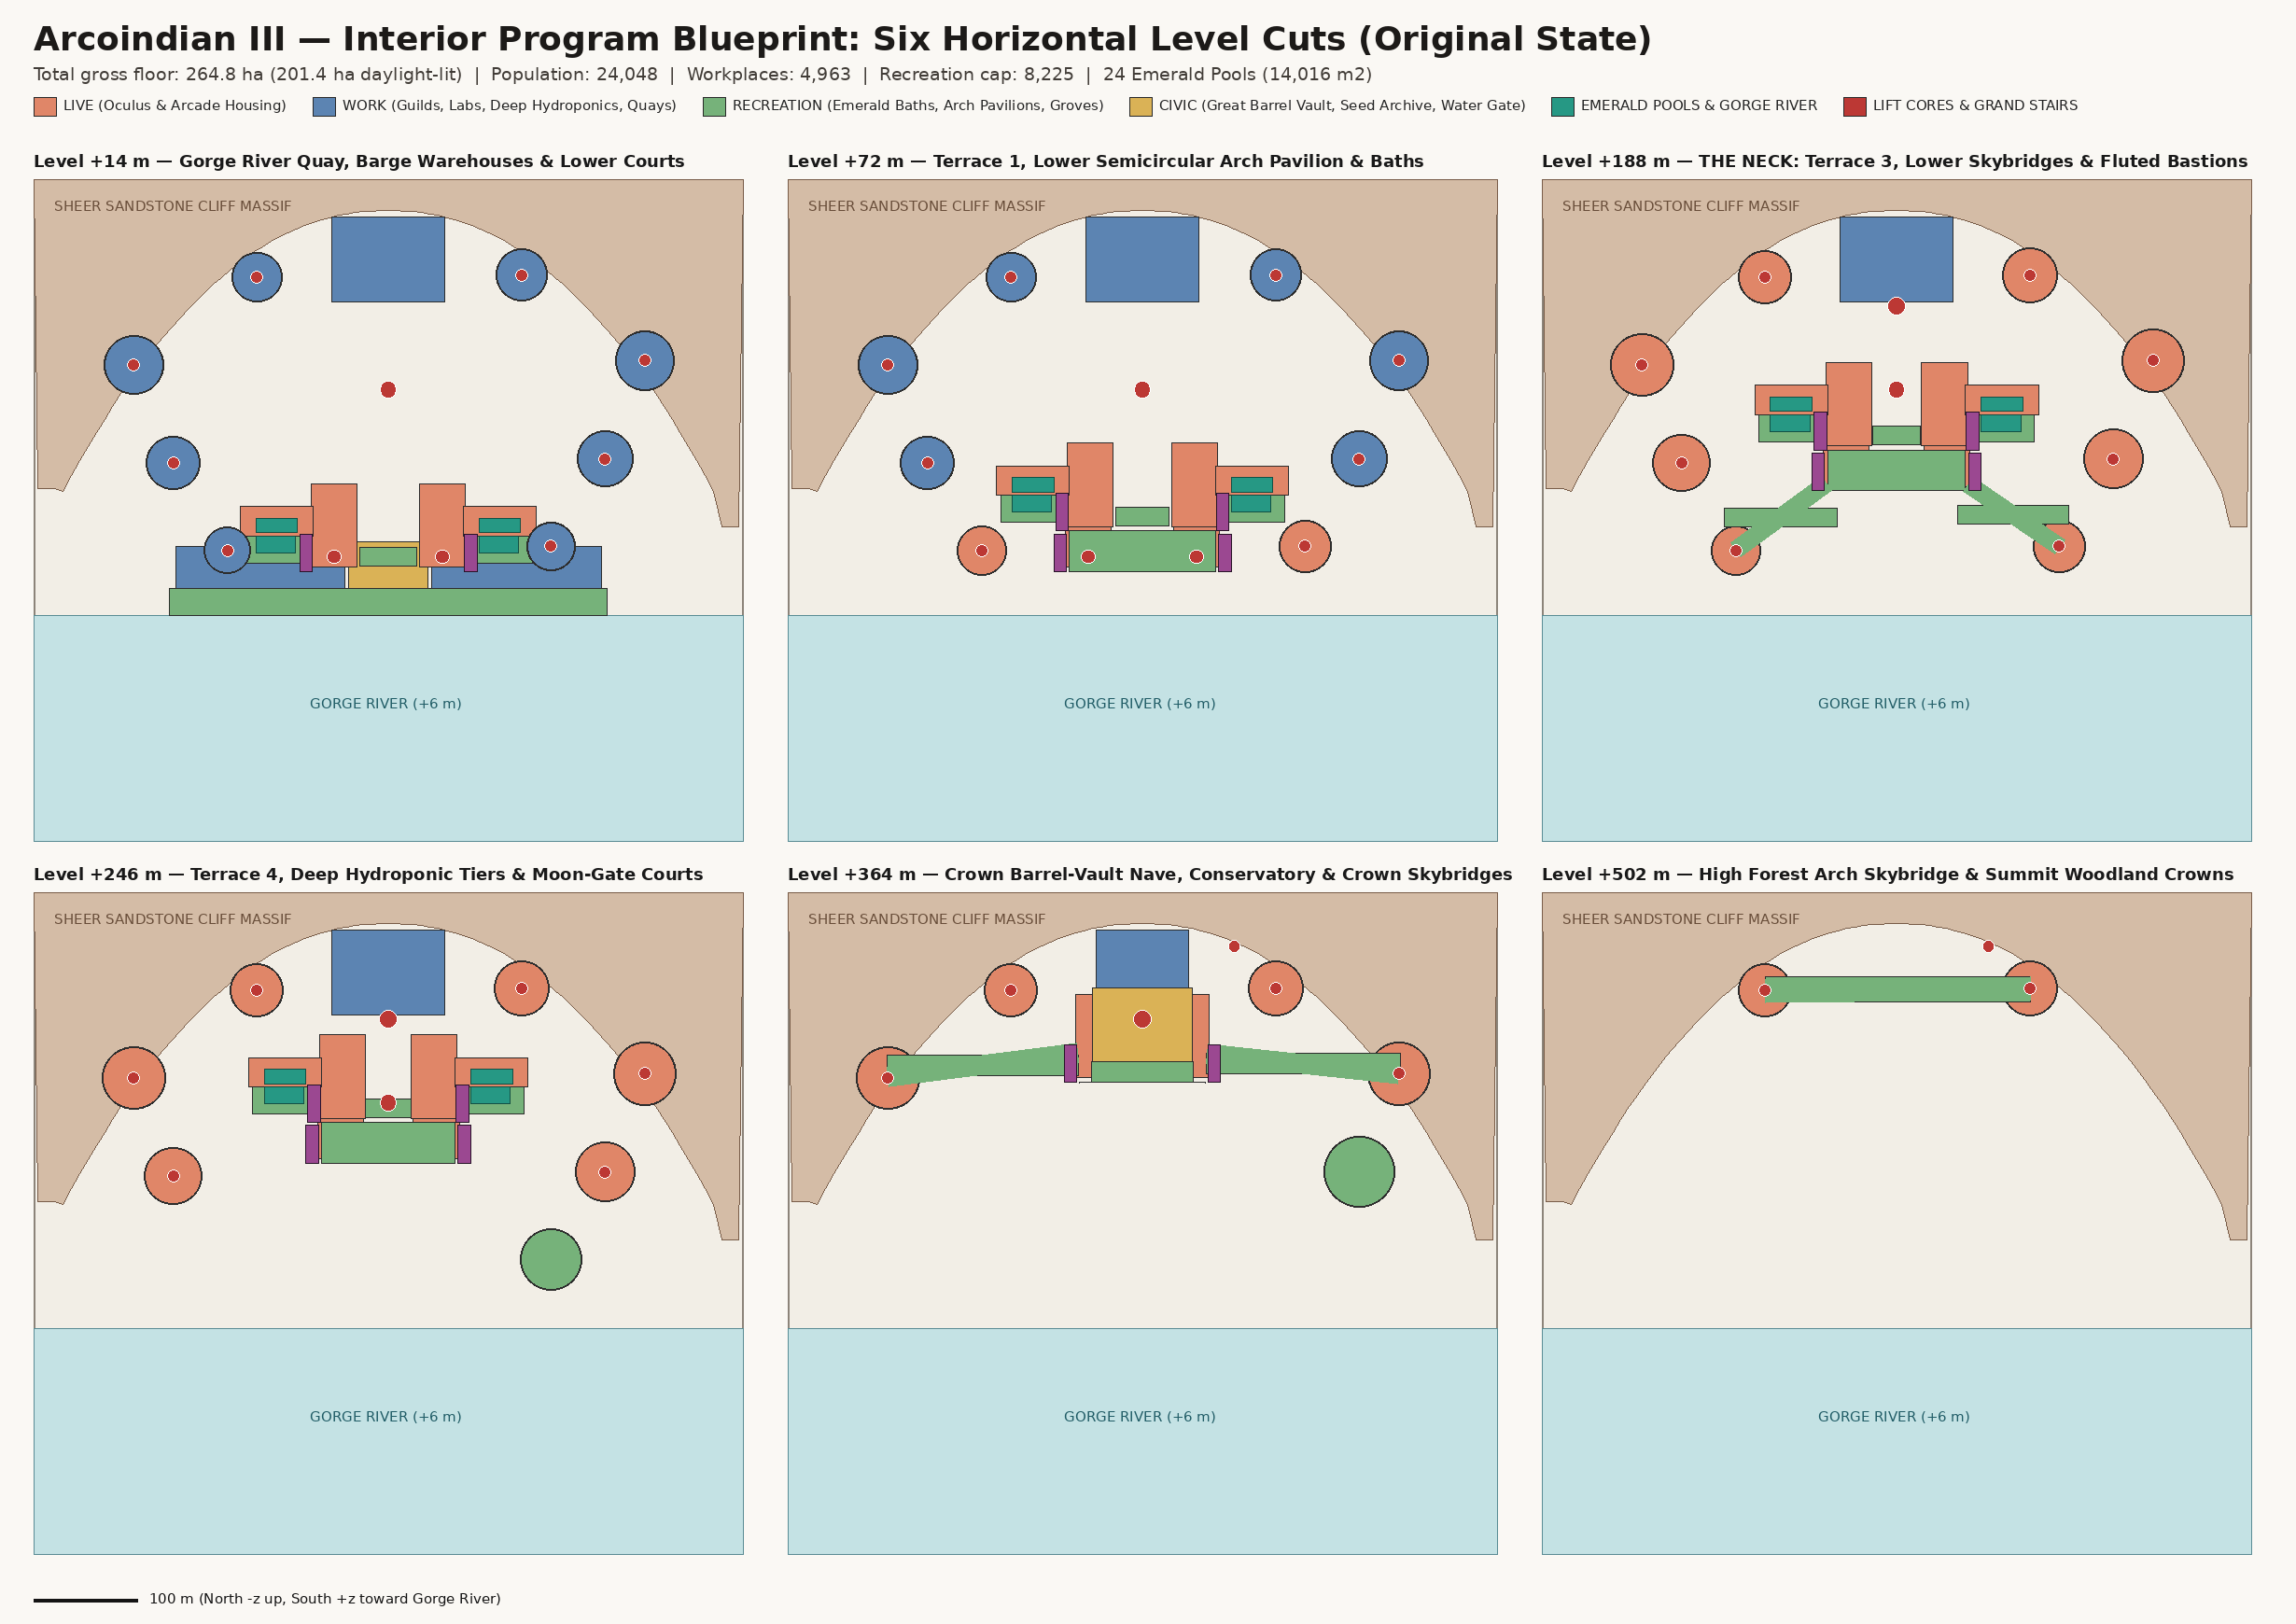 Arcoindian III — Interior Program Blueprint: Six Horizontal Level Cuts (Original State)
Total gross floor: 264.8 ha (201.4 ha daylight-lit) | Population: 24,048 | Workplaces: 4,963 | Recreation cap: 8,225 | 24 Emerald Pools (14,016 m2)
LIVE (Oculus & Arcade Housing)
WORK (Guilds, Labs, Deep Hydroponics, Quays)
RECREATION (Emerald Baths, Arch Pavilions, Groves)
CIVIC (Great Barrel Vault, Seed Archive, Water Gate)
EMERALD POOLS & GORGE RIVER
LIFT CORES & GRAND STAIRS
Level +14 m — Gorge River Quay, Barge Warehouses & Lower Courts
SHEER SANDSTONE CLIFF MASSIF
GORGE RIVER (+6 m)
Level +72 m — Terrace 1, Lower Semicircular Arch Pavilion & Baths
SHEER SANDSTONE CLIFF MASSIF
GORGE RIVER (+6 m)
Level +188 m — THE NECK: Terrace 3, Lower Skybridges & Fluted Bastions
SHEER SANDSTONE CLIFF MASSIF
GORGE RIVER (+6 m)
Level +246 m — Terrace 4, Deep Hydroponic Tiers & Moon-Gate Courts
SHEER SANDSTONE CLIFF MASSIF
GORGE RIVER (+6 m)
Level +364 m — Crown Barrel-Vault Nave, Conservatory & Crown Skybridges
SHEER SANDSTONE CLIFF MASSIF
GORGE RIVER (+6 m)
Level +502 m — High Forest Arch Skybridge & Summit Woodland Crowns
SHEER SANDSTONE CLIFF MASSIF
GORGE RIVER (+6 m)
100 m (North -z up, South +z toward Gorge River)